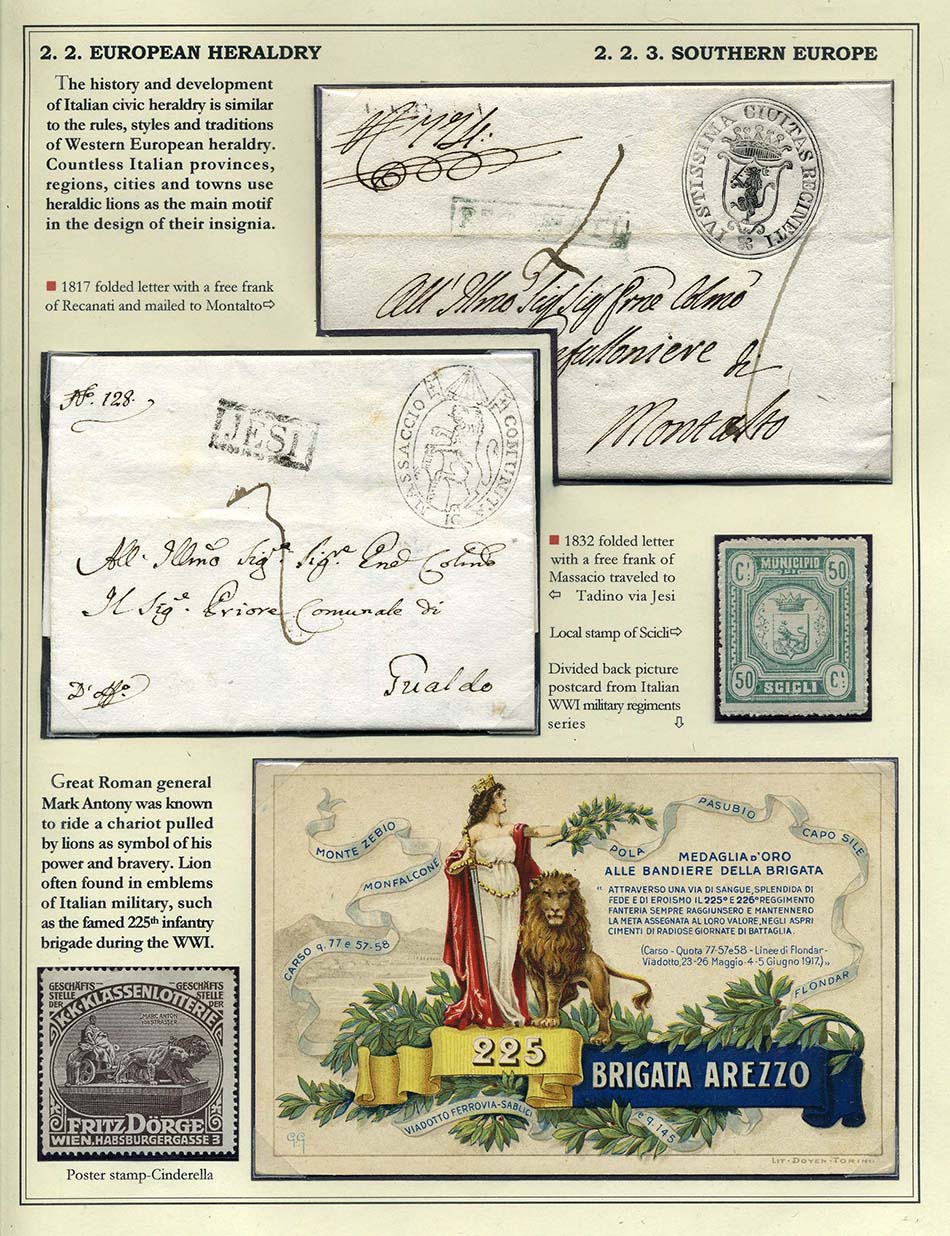 2. 2. EUROPEAN HERALDRY
2. 2. 3. SOUTHERN EUROPE
The history and development
of Italian civic heraldry is similar
to the rules, styles and traditions
of Western European heraldry.
Countless Italian provinces,
regions, cities and towns use
heraldic lions as the main motif
in the design of their insignia.
■ 1817 folded letter with a free frank
of Recanati and mailed to Montalto⇨
IVSTISSIMA CIVITAS RECINETI
All' Illmo Sig. Sig.
di
Montalto
No. 128.
JESI
MASSACCIO COMUNITA DI
All. Illmo Sig.e Sig.re
Il Sig.e Priore Comunale di
Gualdo
■ 1832 folded letter
with a free frank of
Massacio traveled to
⇦ Tadino via Jesi
Local stamp of Scicli⇨
Divided back picture
postcard from Italian
WWI military regiments
series ⇩
Ci MUNICIPIO 50
DI
50 SCICLI Ci
Great Roman general
Mark Antony was known
to ride a chariot pulled
by lions as symbol of his
power and bravery. Lion
often found in emblems
of Italian military, such
as the famed 225th infantry
brigade during the WWI.
GESCHÄFTS GESCHÄFTS
STELLE STELLE
DER DER
K.K. KLASSENLOTTERIE
MARC ANTON
VON STRASSER
FRITZ DÖRGE
WIEN, HABSBURGERGASSE 3
Poster stamp-Cinderella
MONTE ZEBIO
MONFALCONE
CARSO q. 77 e 57-58
POLA
PASUBIO
CAPO SILE
FLONDAR
MEDAGLIA D'ORO
ALLE BANDIERE DELLA BRIGATA
" ATTRAVERSO UNA VIA DI SANGUE, SPLENDIDA DI
FEDE E DI EROISMO IL 225° E 226° REGGIMENTO
FANTERIA SEMPRE RAGGIUNSERO E MANTENNERO
LA META ASSEGNATA AL LORO VALORE, NEGLI ASPRI
CIMENTI DI RADIOSE GIORNATE DI BATTAGLIA.
(Carso - Quota 77-57e58 - Linee di Flondar-
Viadotto, 23-26 Maggio - 4-5 Giugno 1917.) "
225
BRIGATA AREZZO
VIADOTTO FERROVIA-SABLICI
e q. 145
GG
LIT. DOYEN-TORINO